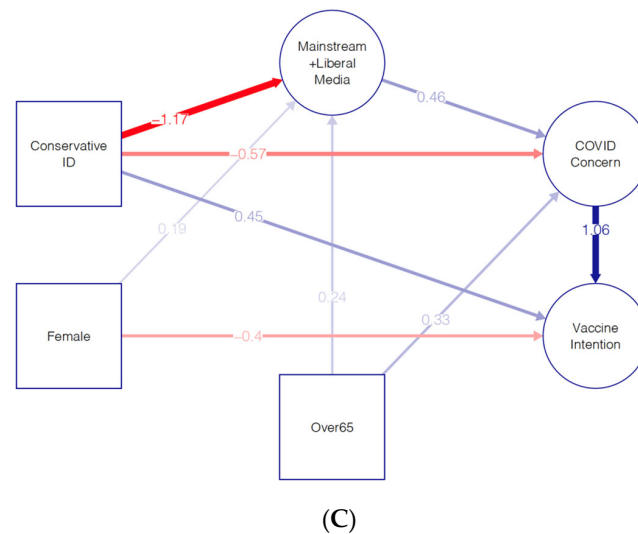 Mainstream
+Liberal
Media
−1.17
0.46
Conservative
ID
−0.57
COVID
Concern
0.19
0.45
1.06
0.24
0.33
Female
−0.4
Vaccine
Intention
Over65
(C)